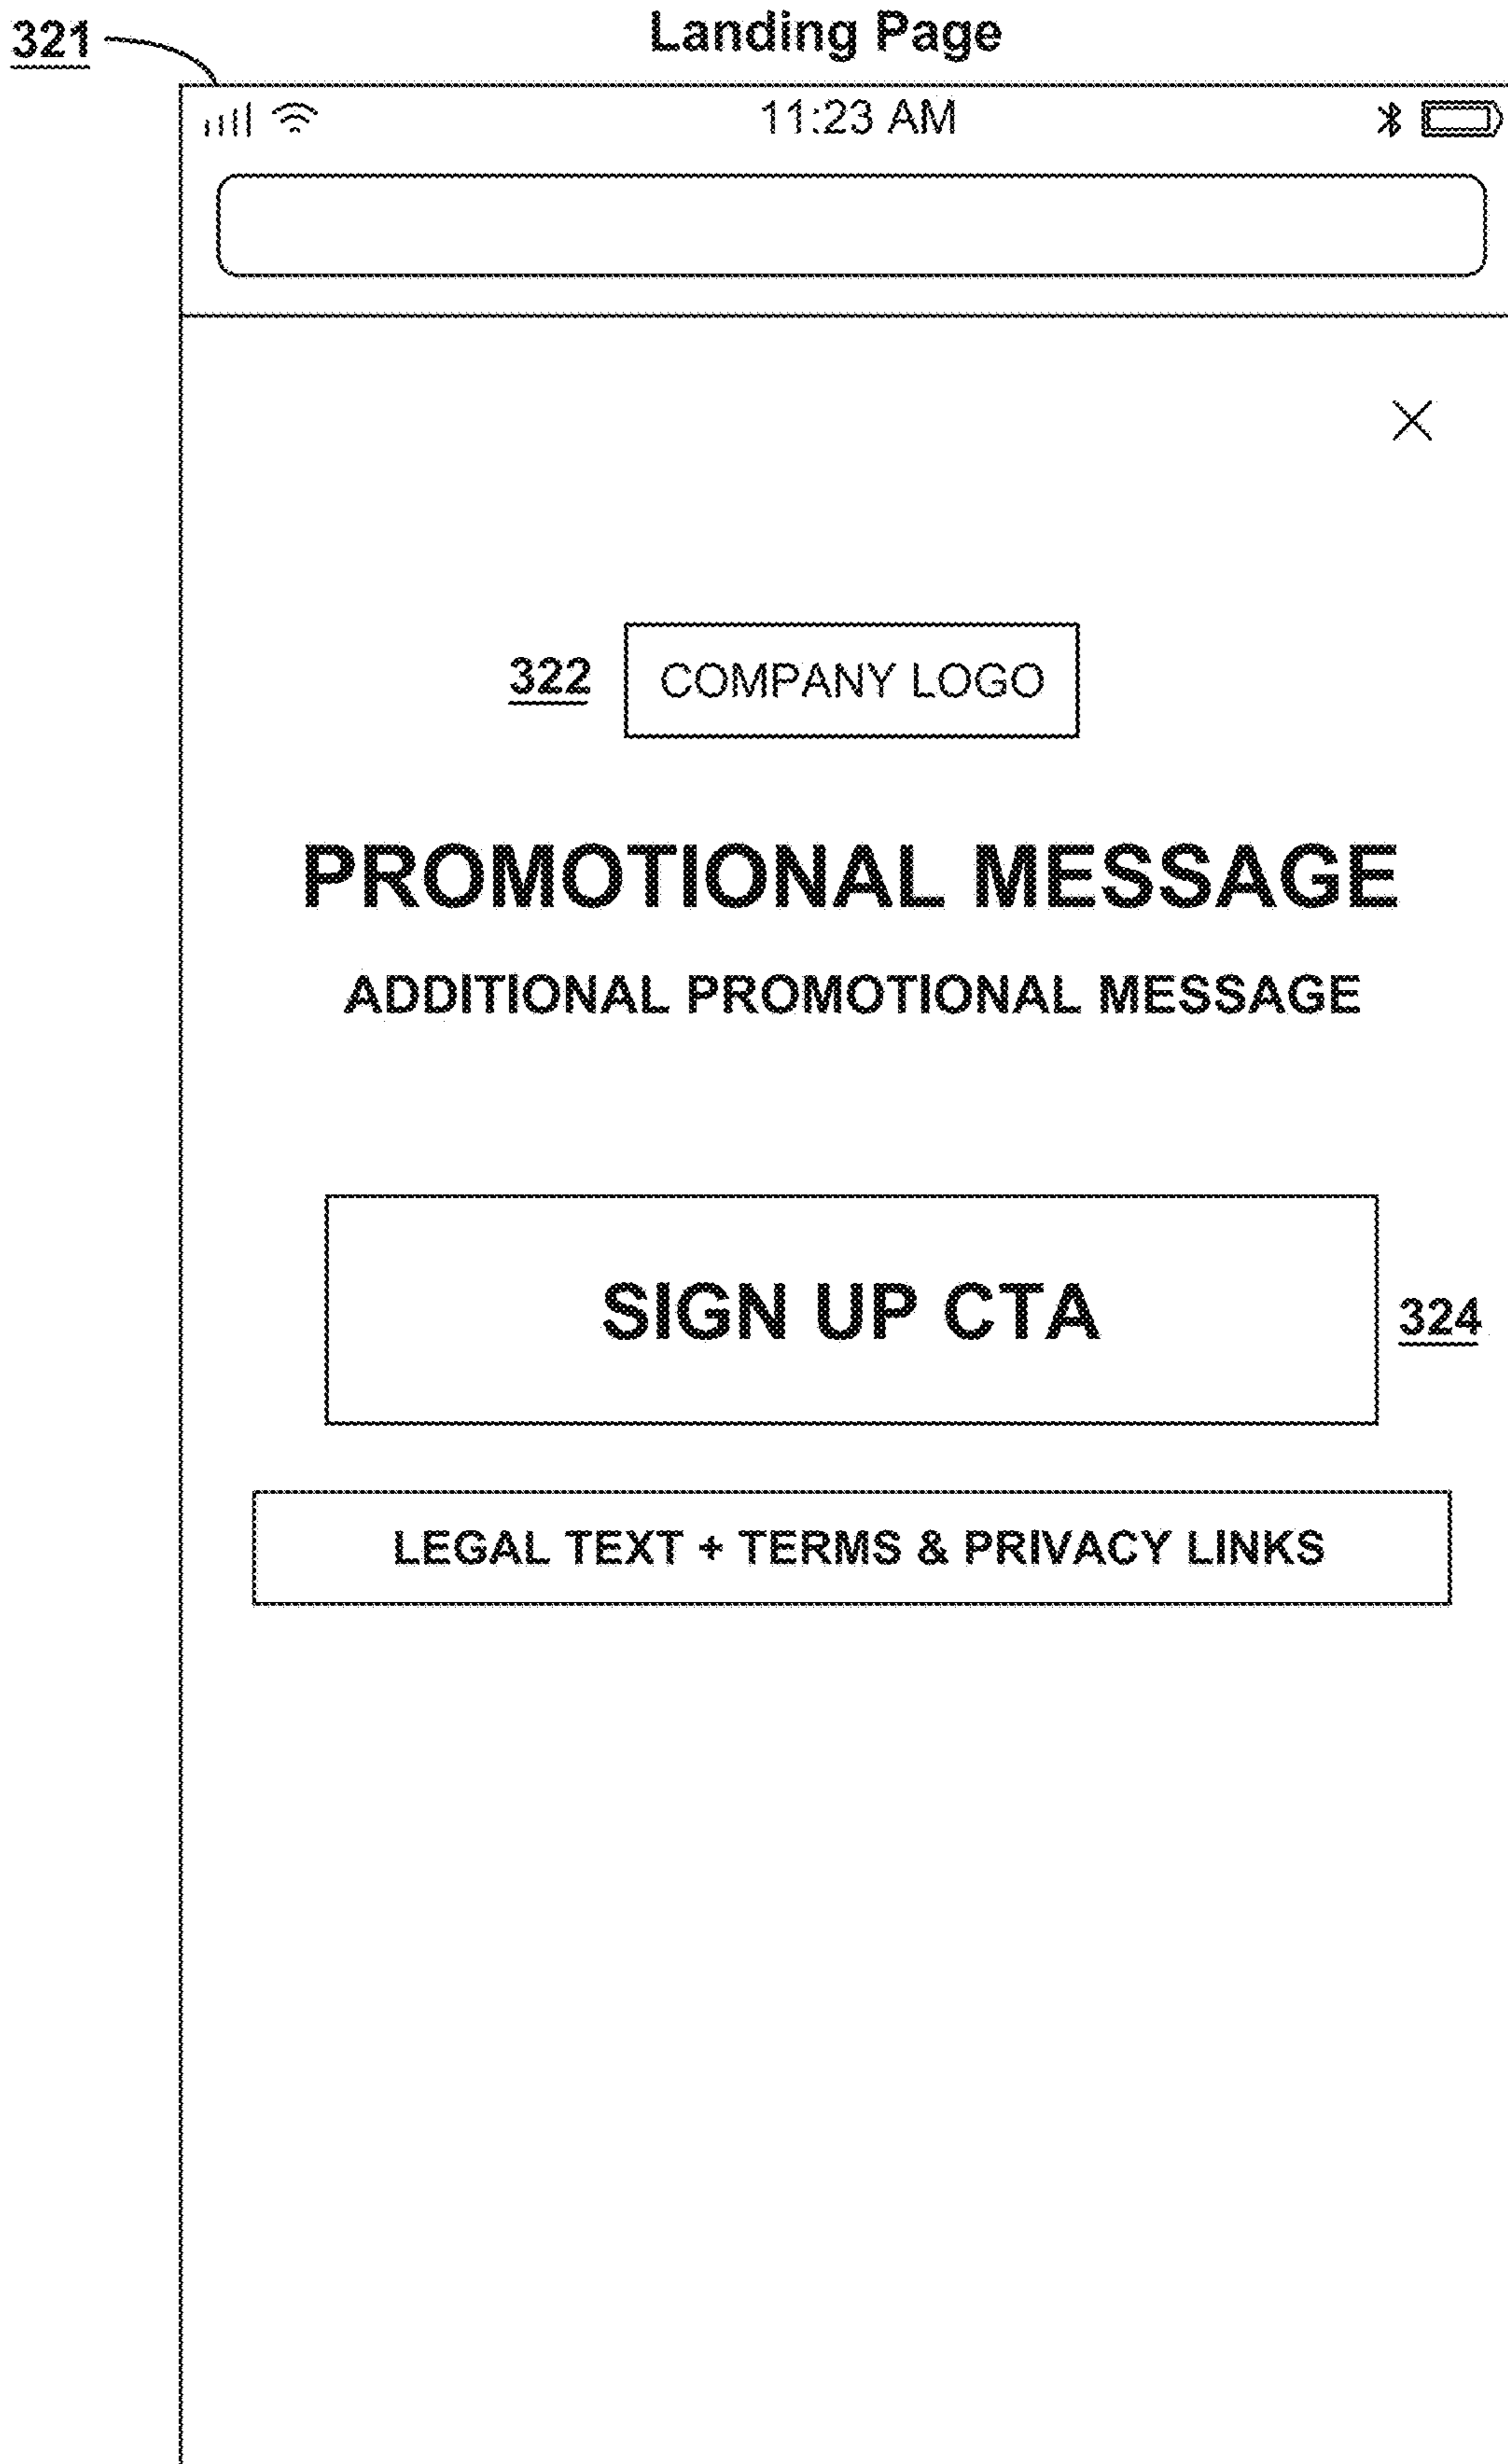 Landing Page
321
11:23 AM
322 COMPANY LOGO
PROMOTIONAL MESSAGE
ADDITIONAL PROMOTIONAL MESSAGE
SIGN UP CTA 324
LEGAL TEXT + TERMS & PRIVACY LINKS